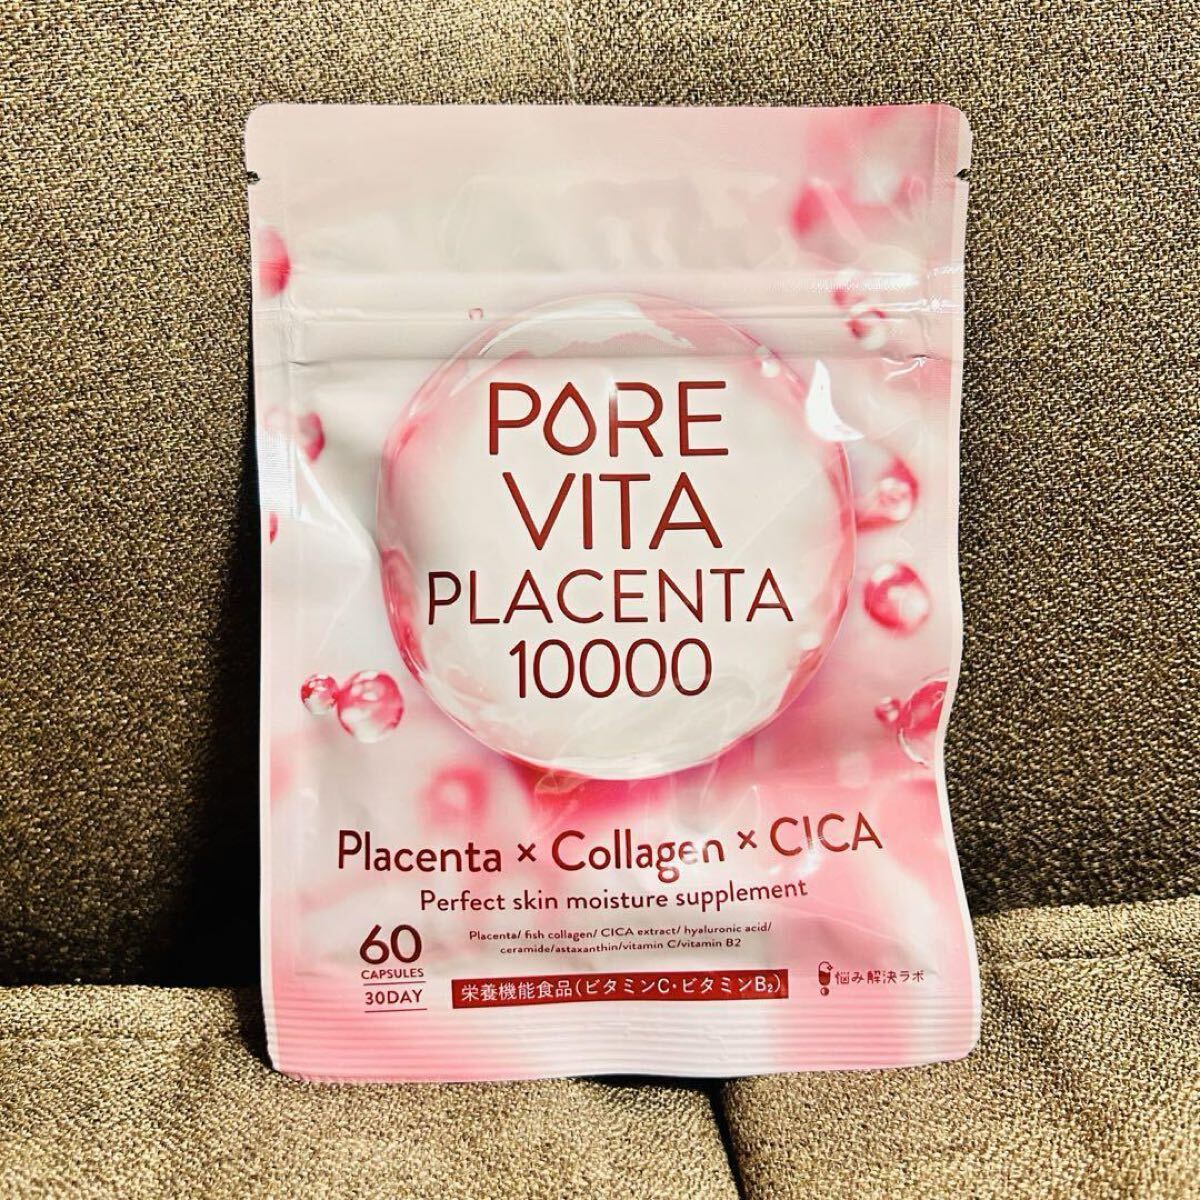 PORE
VITA
PLACENTA
10000
Placenta × Collagen × CICA
Perfect skin moisture supplement
Placenta/ fish collagen/ CICA extract/ hyaluronic acid/
ceramide/astaxanthin/vitamin C/vitamin B2
60
CAPSULES
30DAY
栄養機能食品(ビタミンC・ビタミンB₂)
悩み解決ラボ